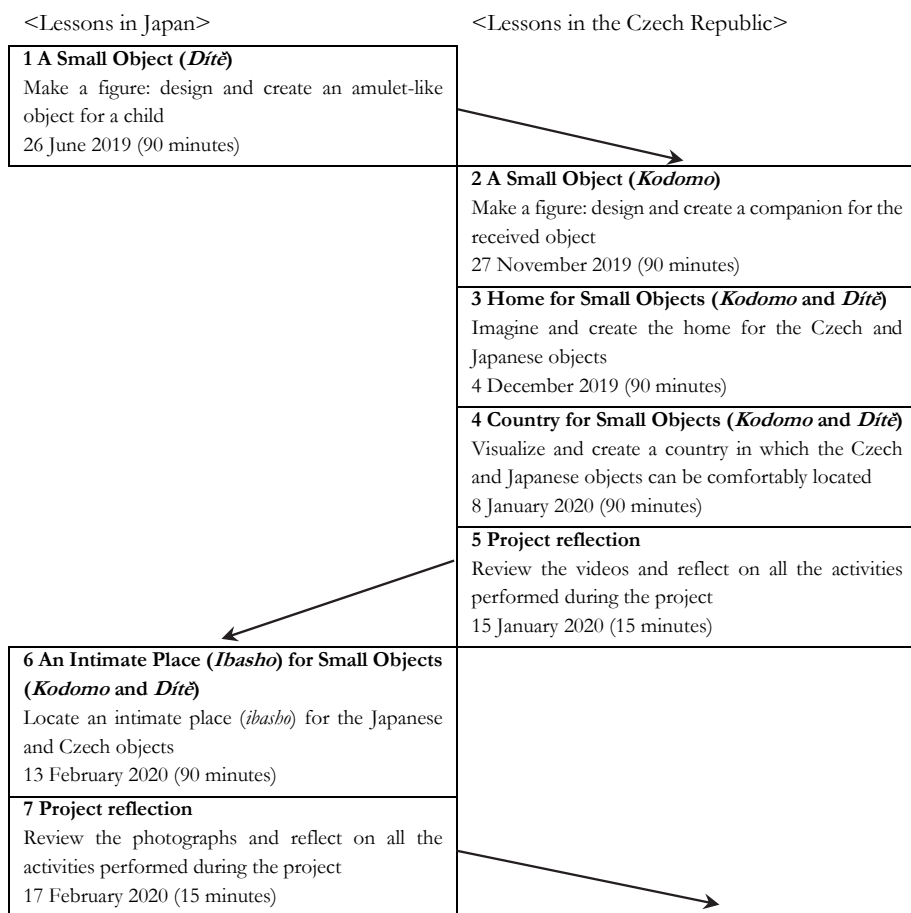 <Lessons in Japan>
<Lessons in the Czech Republic>
1 A Small Object (Dítě)
Make a figure: design and create an amulet-like
object for a child
26 June 2019 (90 minutes)
2 A Small Object (Kodomo)
Make a figure: design and create a companion for the
received object
27 November 2019 (90 minutes)
3 Home for Small Objects (Kodomo and Dítě)
Imagine and create the home for the Czech and
Japanese objects
4 December 2019 (90 minutes)
4 Country for Small Objects (Kodomo and Dítě)
Visualize and create a country in which the Czech
and Japanese objects can be comfortably located
8 January 2020 (90 minutes)
5 Project reflection
Review the videos and reflect on all the activities
performed during the project
15 January 2020 (15 minutes)
6 An Intimate Place (Ibasho) for Small Objects
(Kodomo and Dítě)
Locate an intimate place (ibasho) for the Japanese
and Czech objects
13 February 2020 (90 minutes)
7 Project reflection
Review the photographs and reflect on all the
activities performed during the project
17 February 2020 (15 minutes)